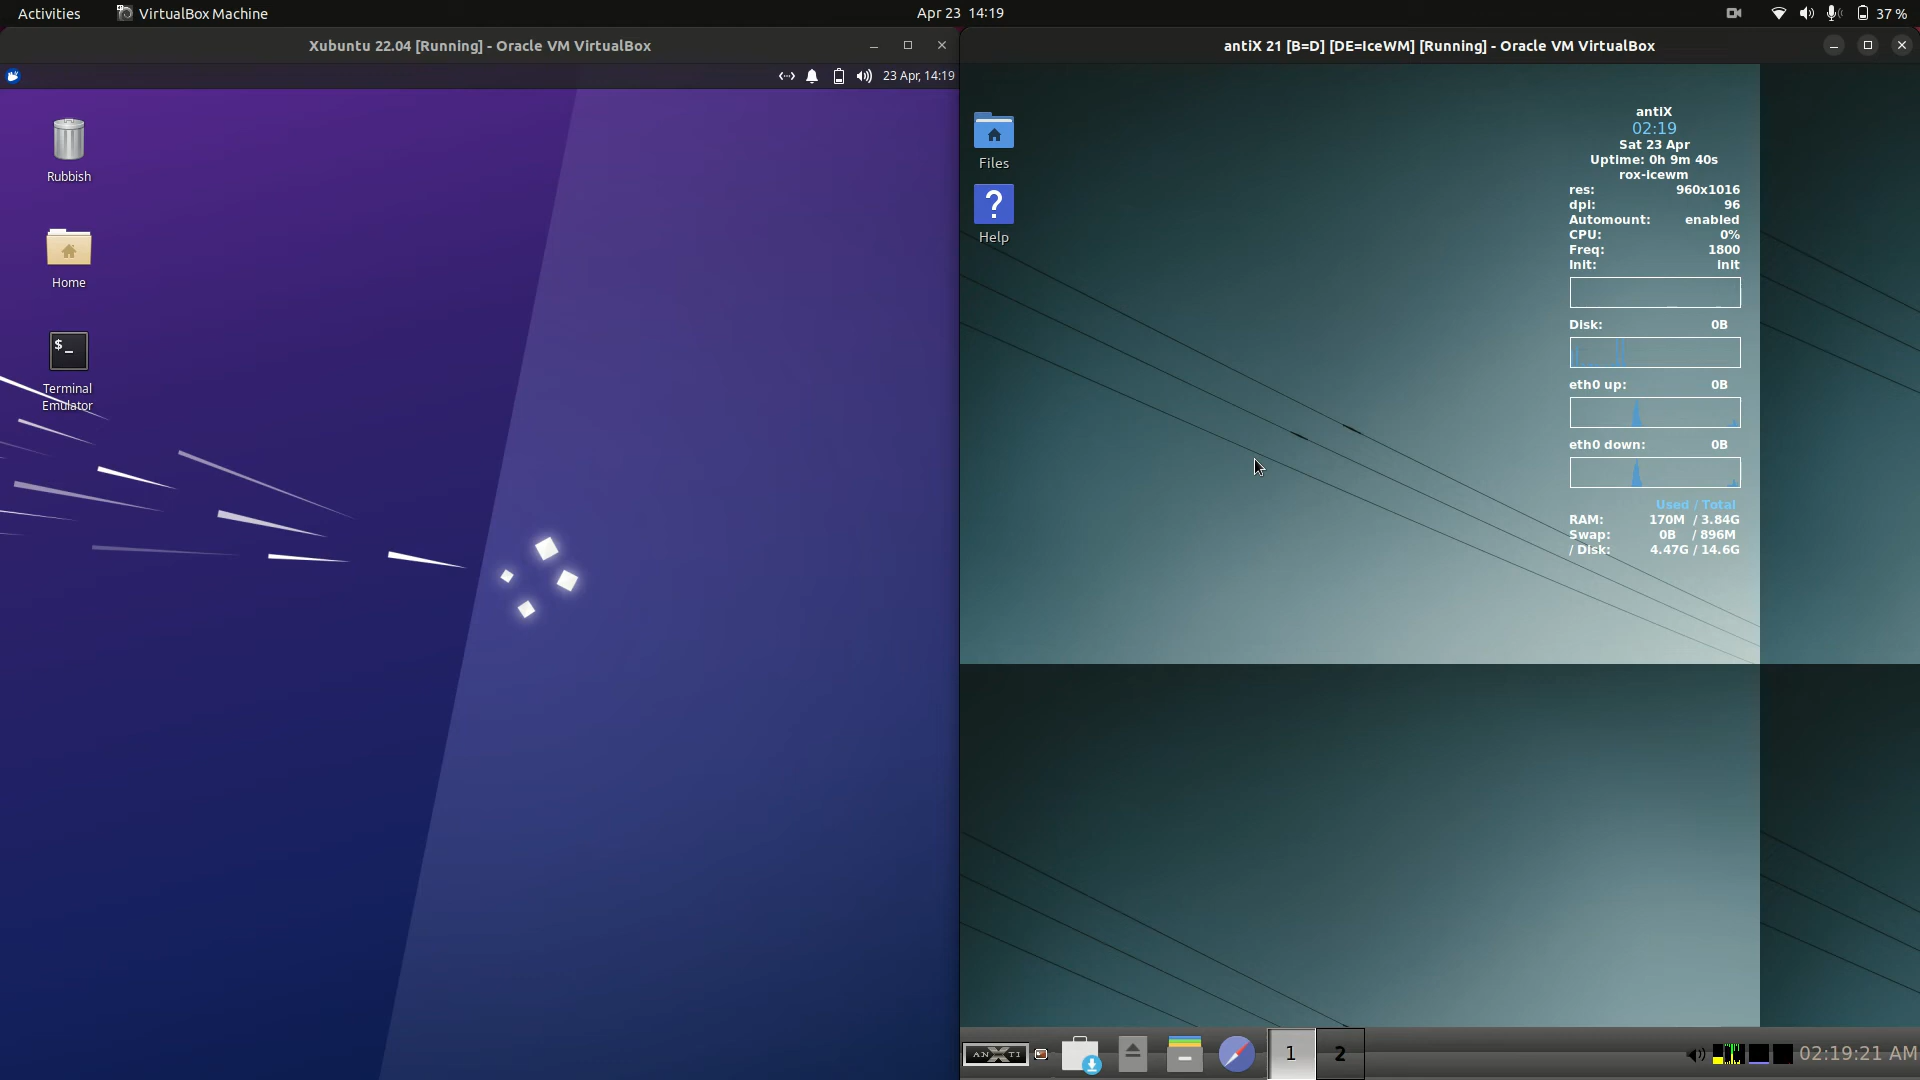 Activities
VirtualBox Machine
Apr 23 14:19
37 %
Xubuntu 22.04 [Running] - Oracle VM VirtualBox
23 Apr, 14:19
Rubbish
Home
$_
Terminal
Emulator
antiX 21 [B=D] [DE=IceWM] [Running] - Oracle VM VirtualBox
Files
?
Help
antiX
02:19
Sat 23 Apr
Uptime: 0h 9m 40s
rox-icewm
res: 960x1016
dpi: 96
Automount: enabled
CPU: 0%
Freq: 1800
Init: init
Disk: 0B
eth0 up: 0B
eth0 down: 0B
Used / Total
RAM: 170M / 3.84G
Swap: 0B / 896M
/ Disk: 4.47G / 14.6G
ANXTI
1
2
02:19:21 AM